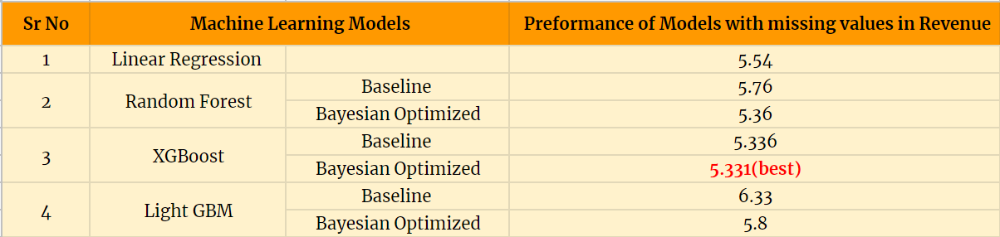 Sr No Machine Learning Models Preformance of Models with missing values in Revenue
1 Linear Regression 5.54
2 Random Forest Baseline 5.76
Bayesian Optimized 5.36
3 XGBoost Baseline 5.336
Bayesian Optimized 5.331(best)
4 Light GBM Baseline 6.33
Bayesian Optimized 5.8